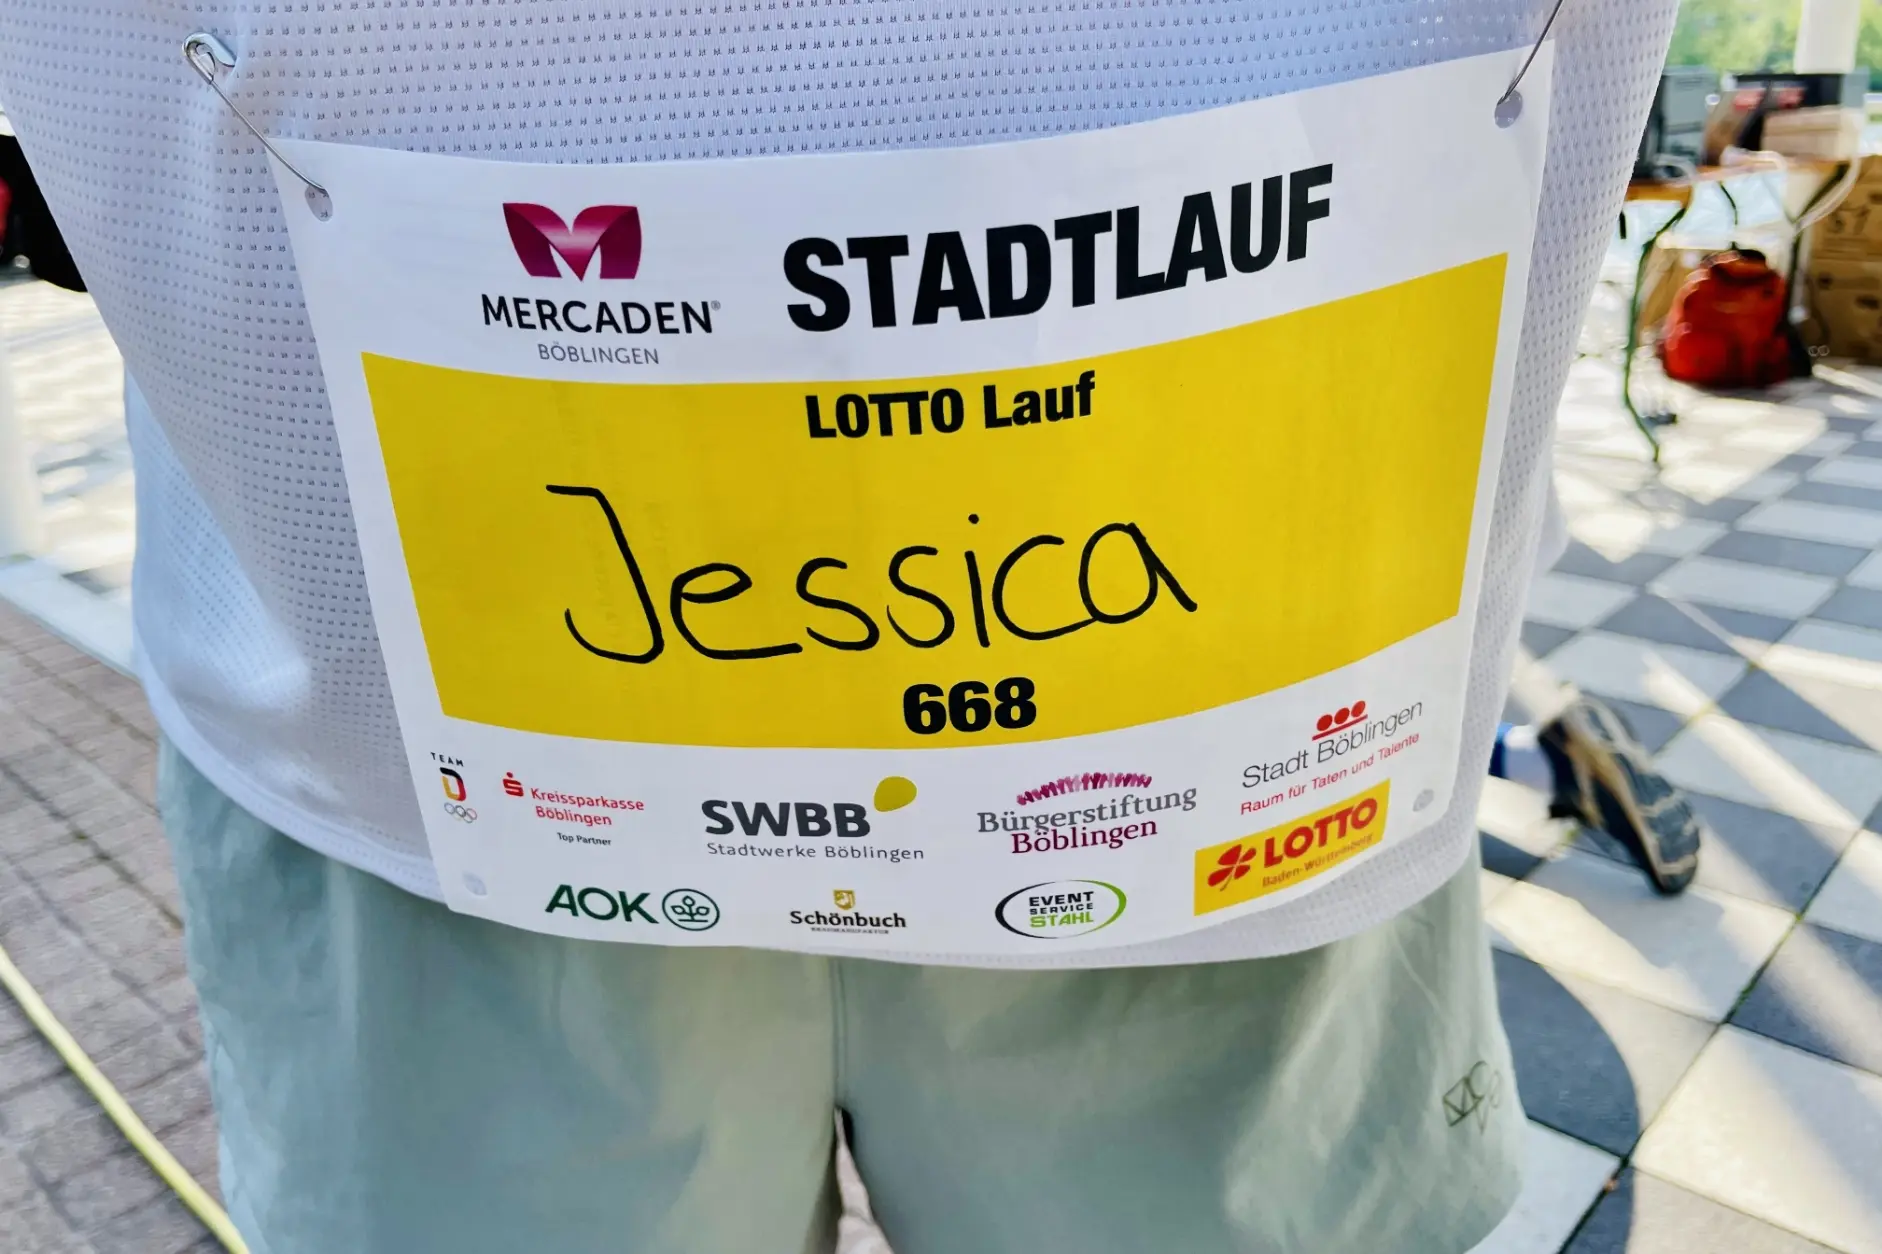 MERCADEN®
BÖBLINGEN
STADTLAUF
LOTTO Lauf
Jessica
668
TEAM
D
Kreissparkasse
Böblingen
Top Partner
SWBB
Stadtwerke Böblingen
Bürgerstiftung
Böblingen
Stadt Böblingen
Raum für Taten und Talente
LOTTO
Baden-Württemberg
AOK
Schönbuch
BRAUMANUFAKTUR
EVENT
SERVICE
STAHL